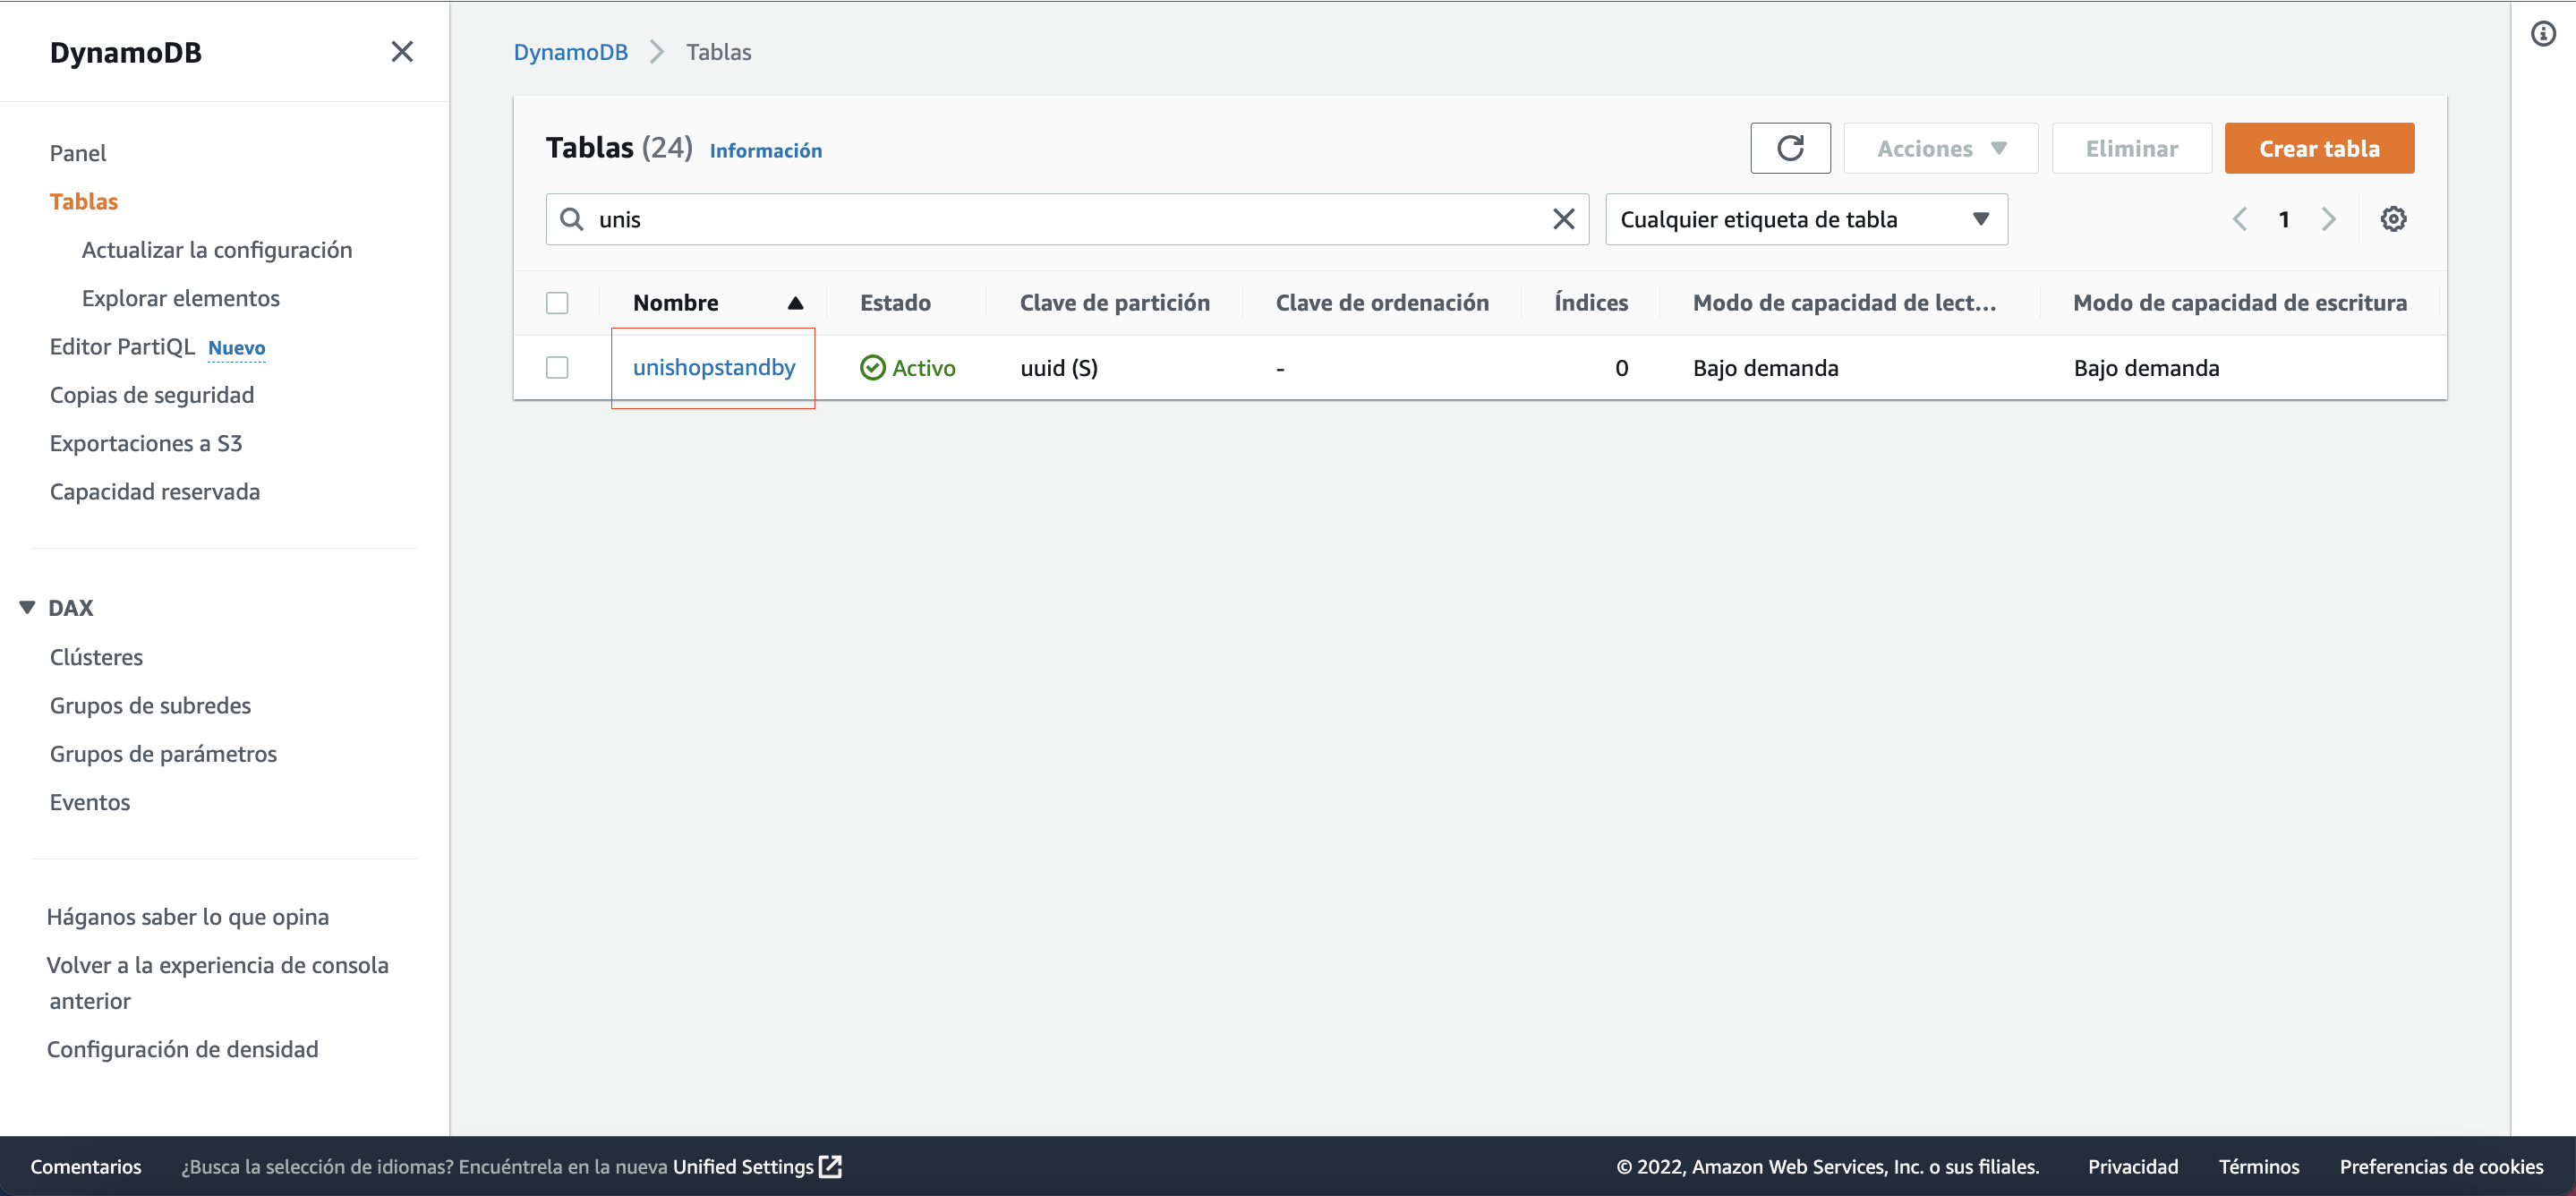 DynamoDB
Panel
Tablas
Actualizar la configuración
Explorar elementos
Editor PartiQL Nuevo
Copias de seguridad
Exportaciones a S3
Capacidad reservada
DAX
Clústeres
Grupos de subredes
Grupos de parámetros
Eventos
Háganos saber lo que opina
Volver a la experiencia de consola
anterior
Configuración de densidad
DynamoDB Tablas
Tablas (24) Información
Acciones Eliminar Crear tabla
unis Cualquier etiqueta de tabla 1
Nombre Estado Clave de partición Clave de ordenación Índices Modo de capacidad de lect... Modo de capacidad de escritura
unishopstandby Activo uuid (S) - 0 Bajo demanda Bajo demanda
Comentarios ¿Busca la selección de idiomas? Encuéntrela en la nueva Unified Settings © 2022, Amazon Web Services, Inc. o sus filiales. Privacidad Términos Preferencias de cookies